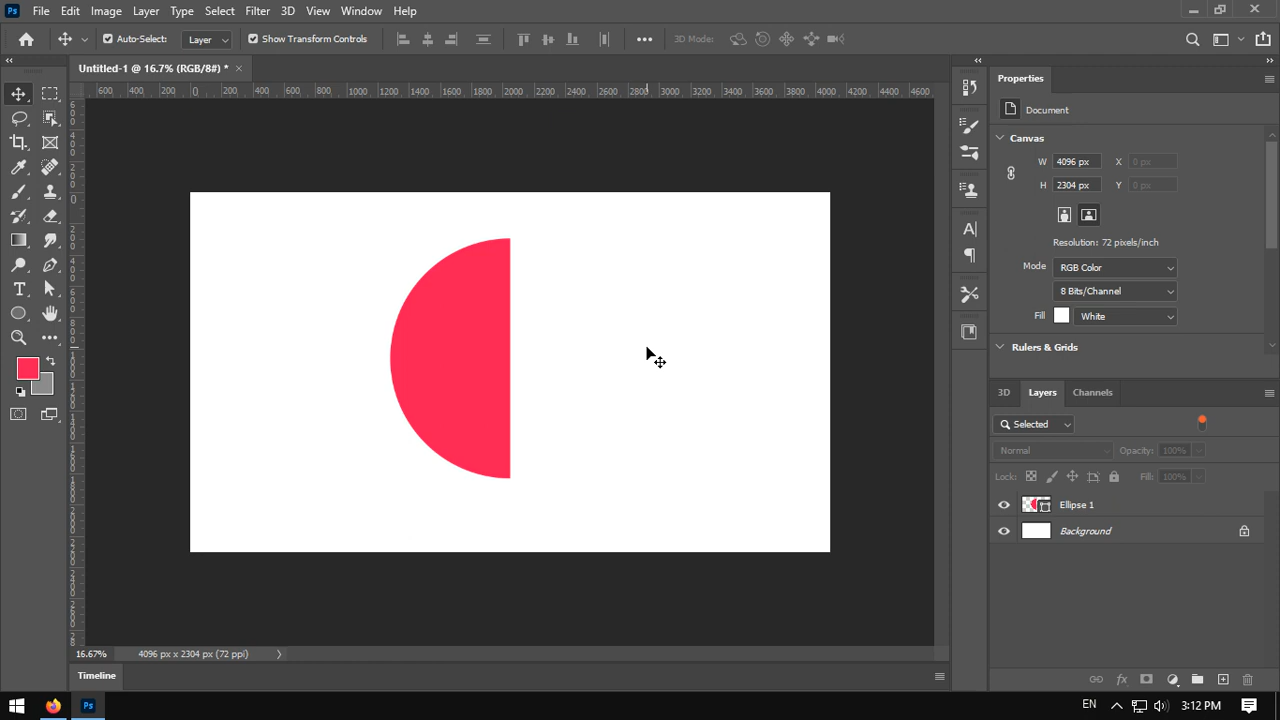 Ps File Edit Image Layer Type Select Filter 3D View Window Help
Auto-Select: Layer Show Transform Controls 3D Mode:
Untitled-1 @ 16.7% (RGB/8#) * ×
600 400 200 0 200 400 600 800 1000 1200 1400 1600 1800 2000 2200 2400 2600 2800 3000 3200 3400 3600 3800 4000 4200 4400 4600
Properties
Document
Canvas
W 4096 px X 0 px
H 2304 px Y 0 px
Resolution: 72 pixels/inch
Mode RGB Color
8 Bits/Channel
Fill White
Rulers & Grids
3D Layers Channels
Selected
Normal Opacity: 100%
Lock: Fill: 100%
Ellipse 1
Background
16.67% 4096 px x 2304 px (72 ppi)
Timeline
Ps EN 3:12 PM